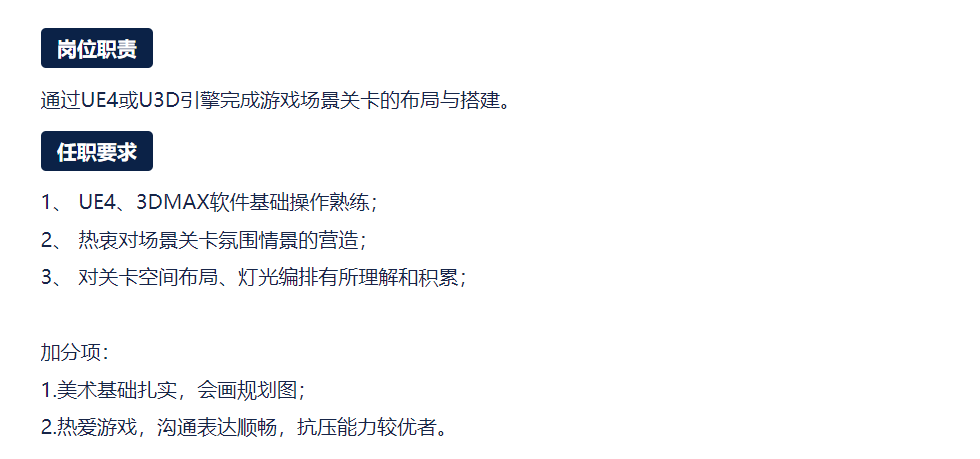 岗位职责
通过UE4或U3D引擎完成游戏场景关卡的布局与搭建。
任职要求
1、 UE4、3DMAX软件基础操作熟练；
2、 热衷对场景关卡氛围情景的营造；
3、 对关卡空间布局、灯光编排有所理解和积累；
加分项：
1.美术基础扎实，会画规划图；
2.热爱游戏，沟通表达顺畅，抗压能力较优者。